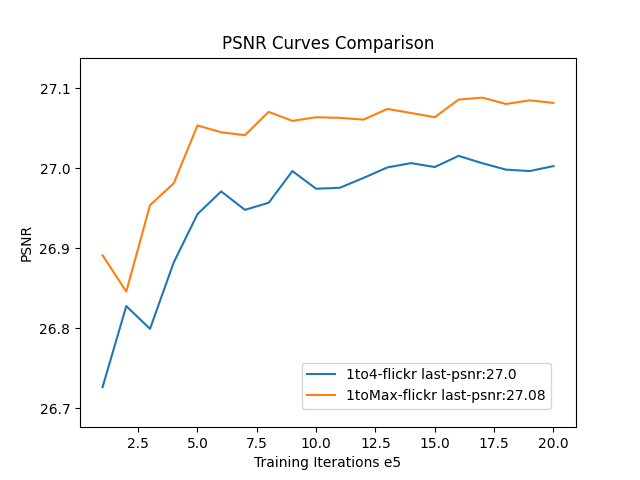 PSNR Curves Comparison
27.1
27.0
26.9
26.8
26.7
PSNR
1to4-flickr last-psnr:27.0
1toMax-flickr last-psnr:27.08
2.5 5.0 7.5 10.0 12.5 15.0 17.5 20.0
Training Iterations e5